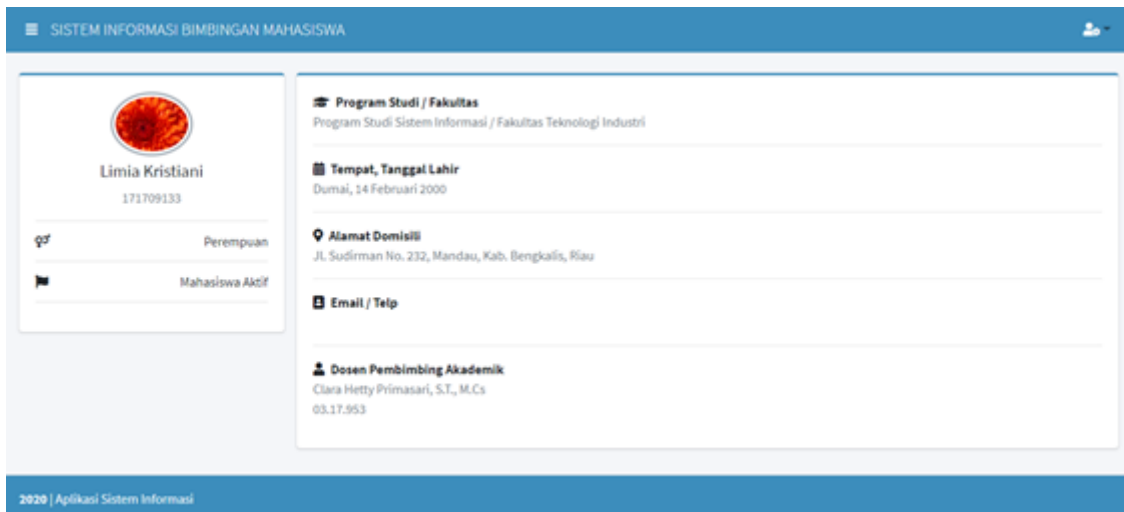 SISTEM INFORMASI BIMBINGAN MAHASISWA
Limia Kristiani
171709133
Perempuan
Mahasiswa Aktif
Program Studi / Fakultas
Program Studi Sistem Informasi / Fakultas Teknologi Industri
Tempat, Tanggal Lahir
Dumai, 14 Februari 2000
Alamat Domisili
Jl. Sudirman No. 232, Mandau, Kab. Bengkalis, Riau
Email / Telp
Dosen Pembimbing Akademik
Clara Hetty Primasari, S.T., M.Cs
03.17.953
2020 | Aplikasi Sistem Informasi